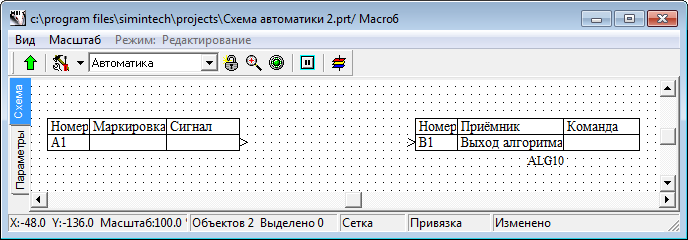 c:\program files\simintech\projects\Схема автоматики 2.prt/ Macro6
Вид Масштаб Режим: Редактирование
Автоматика
Схема
Параметры
Номер Маркировка Сигнал
A1
Номер Приёмник Команда
B1 Выход алгоритма
ALG10
X:-48.0 Y:-136.0 Масштаб:100.0 Объектов 2 Выделено 0 Сетка Привязка Изменено